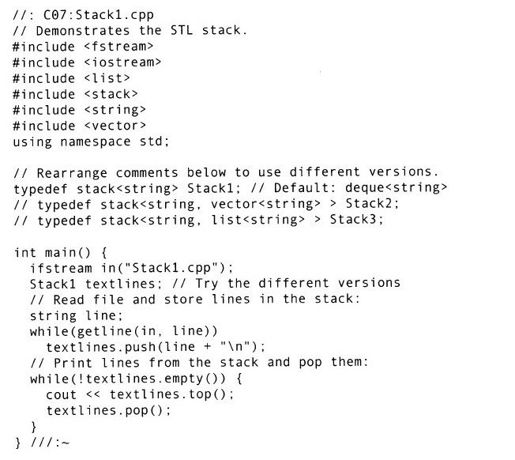 //: C07:Stack1.cpp
// Demonstrates the STL stack.
#include <fstream>
#include <iostream>
#include <list>
#include <stack>
#include <string>
#include <vector>
using namespace std;

// Rearrange comments below to use different versions.
typedef stack<string> Stack1; // Default: deque<string>
// typedef stack<string, vector<string> > Stack2;
// typedef stack<string, list<string> > Stack3;

int main() {
  ifstream in("Stack1.cpp");
  Stack1 textlines; // Try the different versions
  // Read file and store lines in the stack:
  string line;
  while(getline(in, line))
    textlines.push(line + "\n");
  // Print lines from the stack and pop them:
  while(!textlines.empty()) {
    cout << textlines.top();
    textlines.pop();
  }
} ///:~